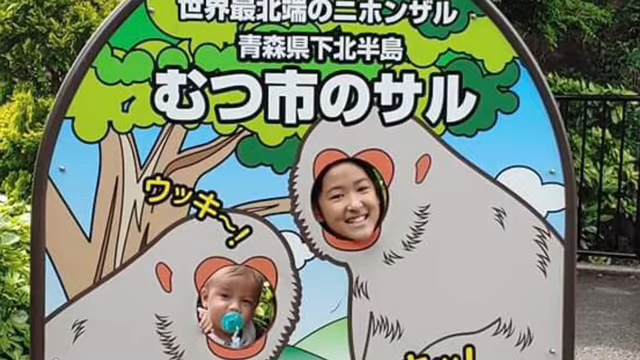 世界最北端のニホンザル
青森県下北半島
むつ市のサル
ウッキ〜!